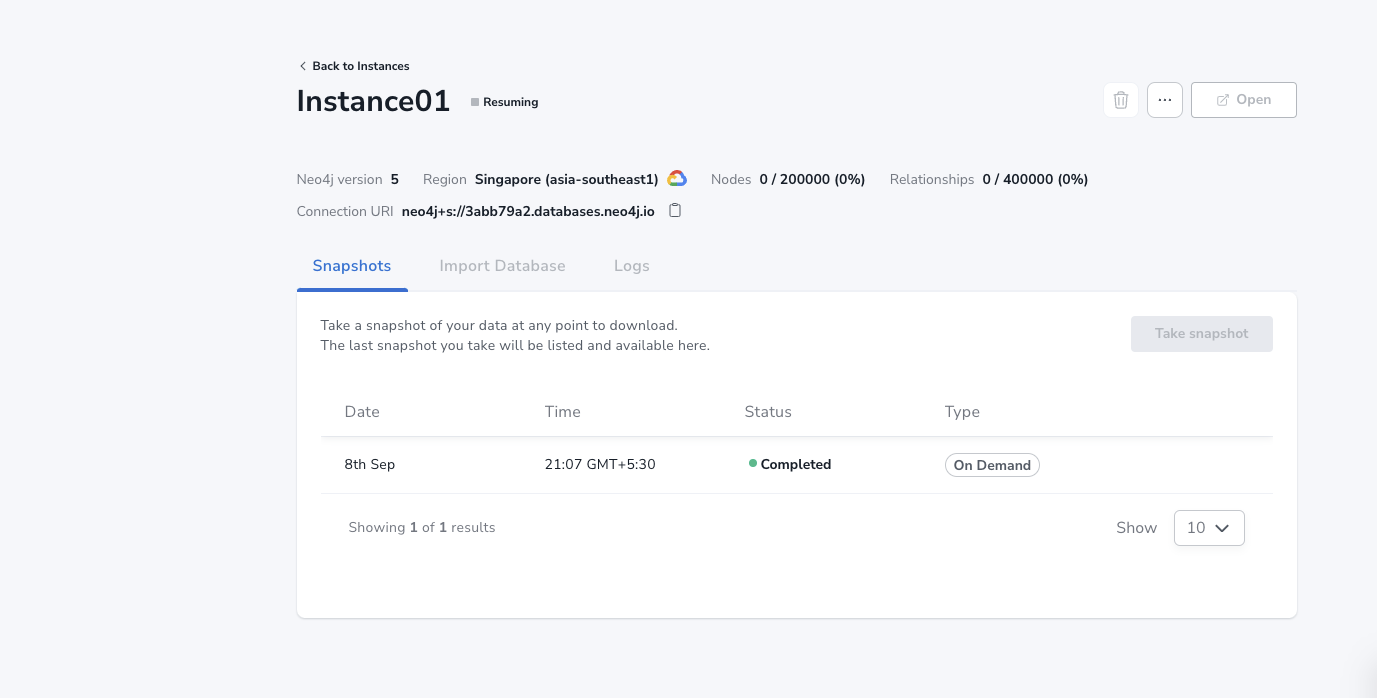 Back to Instances
Instance01 Resuming
... Open
Neo4j version 5 Region Singapore (asia-southeast1) Nodes 0 / 200000 (0%) Relationships 0 / 400000 (0%)
Connection URI neo4j+s://3abb79a2.databases.neo4j.io
Snapshots Import Database Logs
Take a snapshot of your data at any point to download.
The last snapshot you take will be listed and available here.
Take snapshot
Date Time Status Type
8th Sep 21:07 GMT+5:30 Completed On Demand
Showing 1 of 1 results Show 10